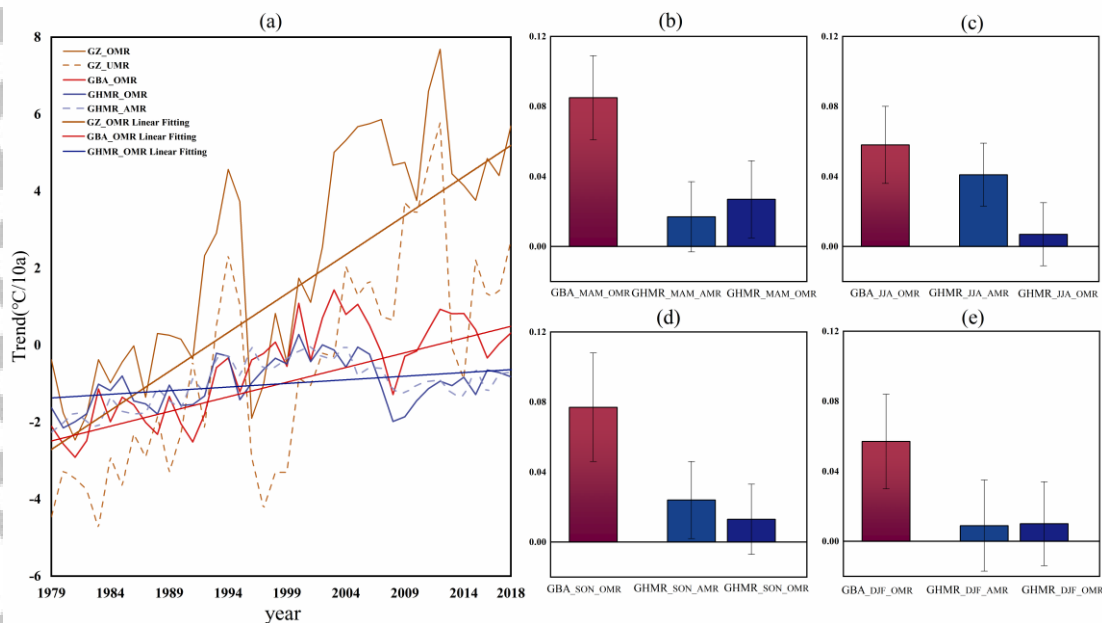 (a)
Trend(°C/10a)
8
6
4
2
0
-2
-4
-6
GZ_OMR
GZ_UMR
GBA_OMR
GHMR_OMR
GHMR_AMR
GZ_OMR Linear Fitting
GBA_OMR Linear Fitting
GHMR_OMR Linear Fitting
1979 1984 1989 1994 1999 2004 2009 2014 2018
year
(b)
0.12
0.08
0.04
0.00
GBA_MAM_OMR GHMR_MAM_AMR GHMR_MAM_OMR
(c)
0.12
0.08
0.04
0.00
GBA_JJA_OMR GHMR_JJA_AMR GHMR_JJA_OMR
(d)
0.12
0.08
0.04
0.00
GBA_SON_OMR GHMR_SON_AMR GHMR_SON_OMR
(e)
0.12
0.08
0.04
0.00
GBA_DJF_OMR GHMR_DJF_AMR GHMR_DJF_OMR